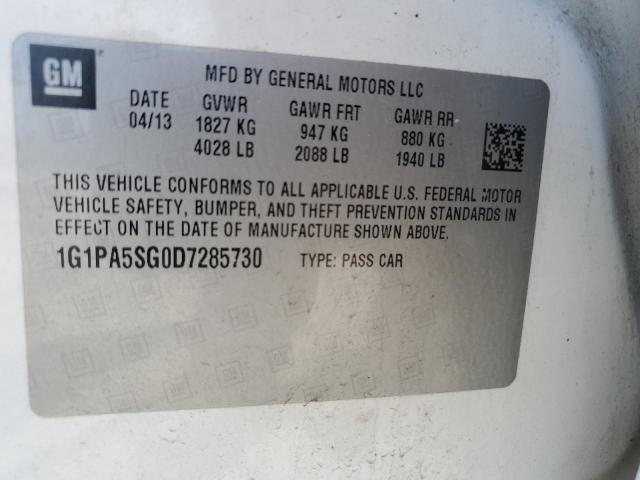 GM
MFD BY GENERAL MOTORS LLC
DATE GVWR GAWR FRT GAWR RR
04/13 1827 KG 947 KG 880 KG
4028 LB 2088 LB 1940 LB
THIS VEHICLE CONFORMS TO ALL APPLICABLE U.S. FEDERAL MOTOR
VEHICLE SAFETY, BUMPER, AND THEFT PREVENTION STANDARDS IN
EFFECT ON THE DATE OF MANUFACTURE SHOWN ABOVE.
1G1PA5SG0D7285730 TYPE: PASS CAR